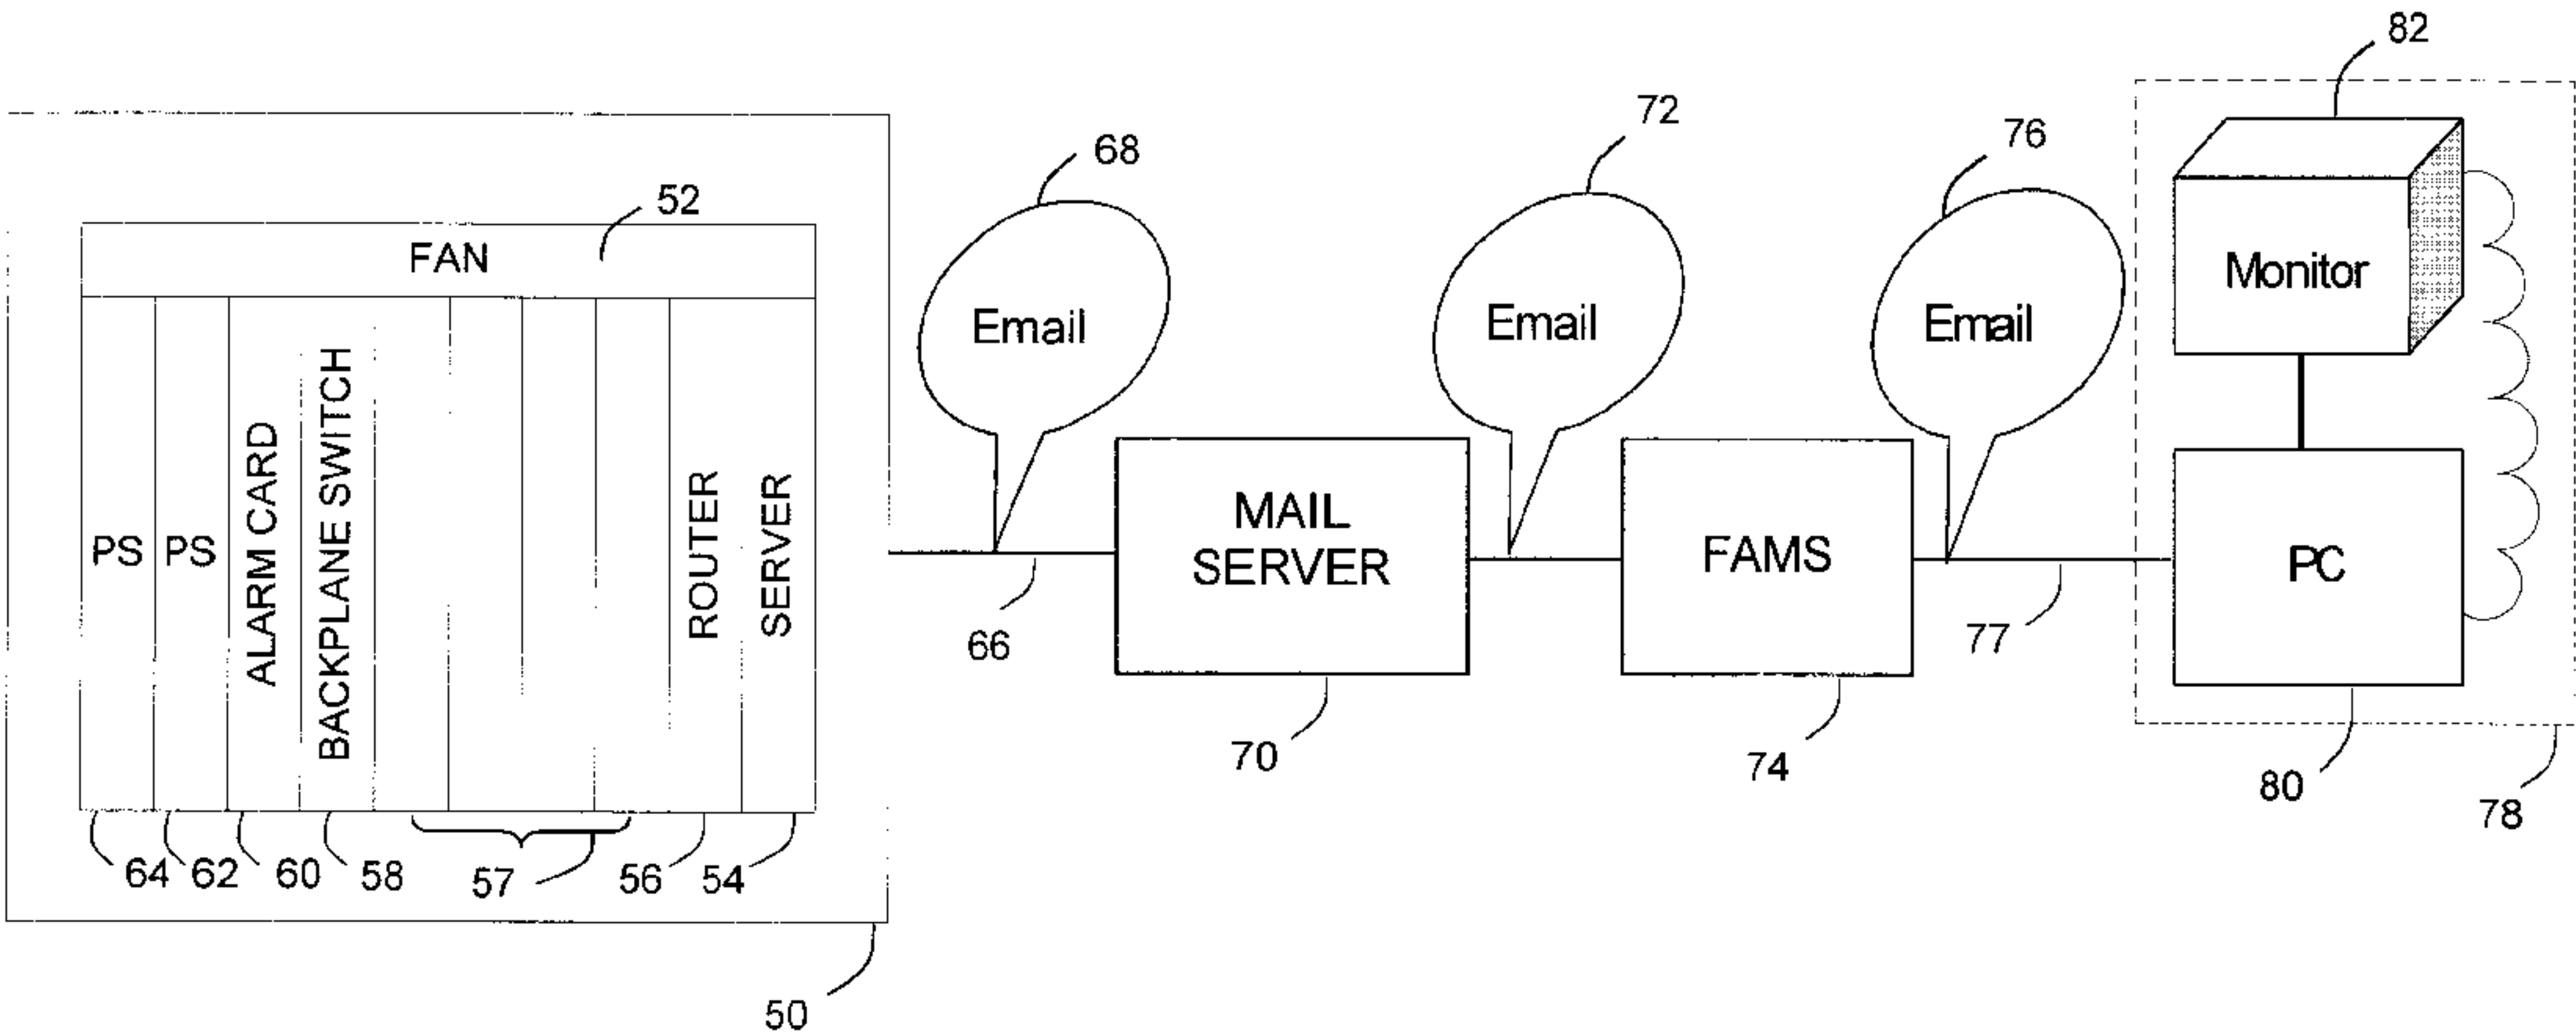 82
72
76
68
52
FAN
Email
Email
Email
Monitor
PS
PS
ALARM CARD
BACKPLANE SWITCH
ROUTER
SERVER
MAIL
SERVER
FAMS
PC
66
77
70
74
80
78
64
62
60
58
57
56
54
50